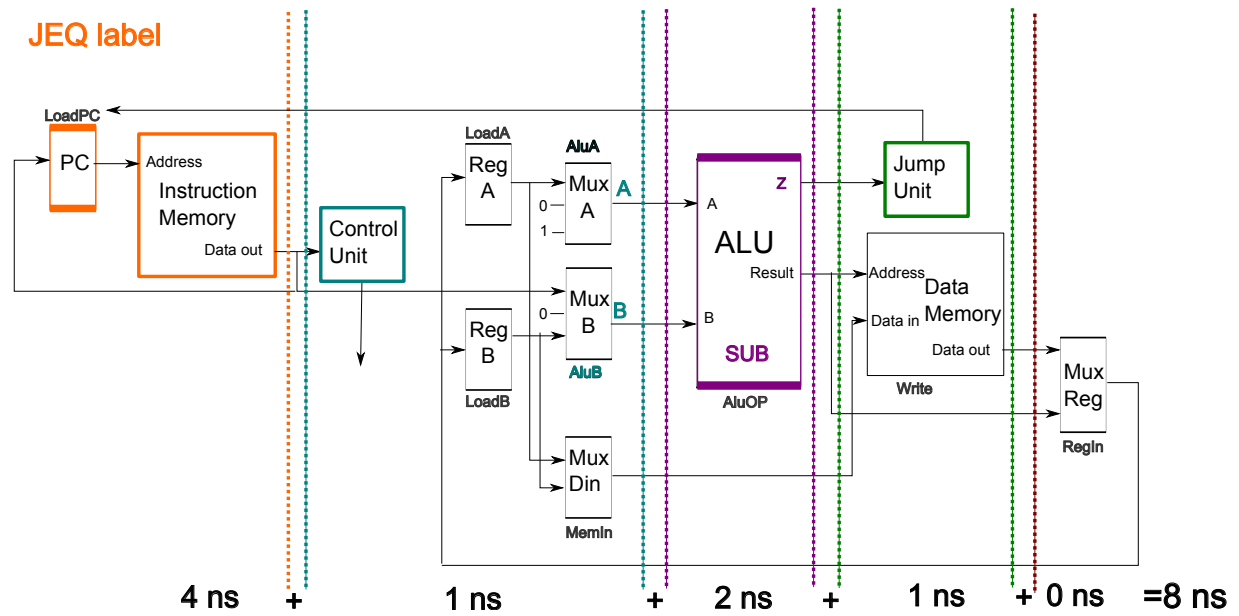 JEQ label
LoadPC
PC
Address
Instruction
Memory
Data out
Control
Unit
LoadA
Reg
A
AluA
Mux
A
0
1
A
Mux
B
0
B
AluB
Reg
B
LoadB
Mux
Din
MemIn
A
Z
ALU
Result
B
SUB
AluOP
Jump
Unit
Address
Data
Memory
Data in
Data out
Write
Mux
Reg
RegIn
4 ns + 1 ns + 2 ns + 1 ns + 0 ns =8 ns